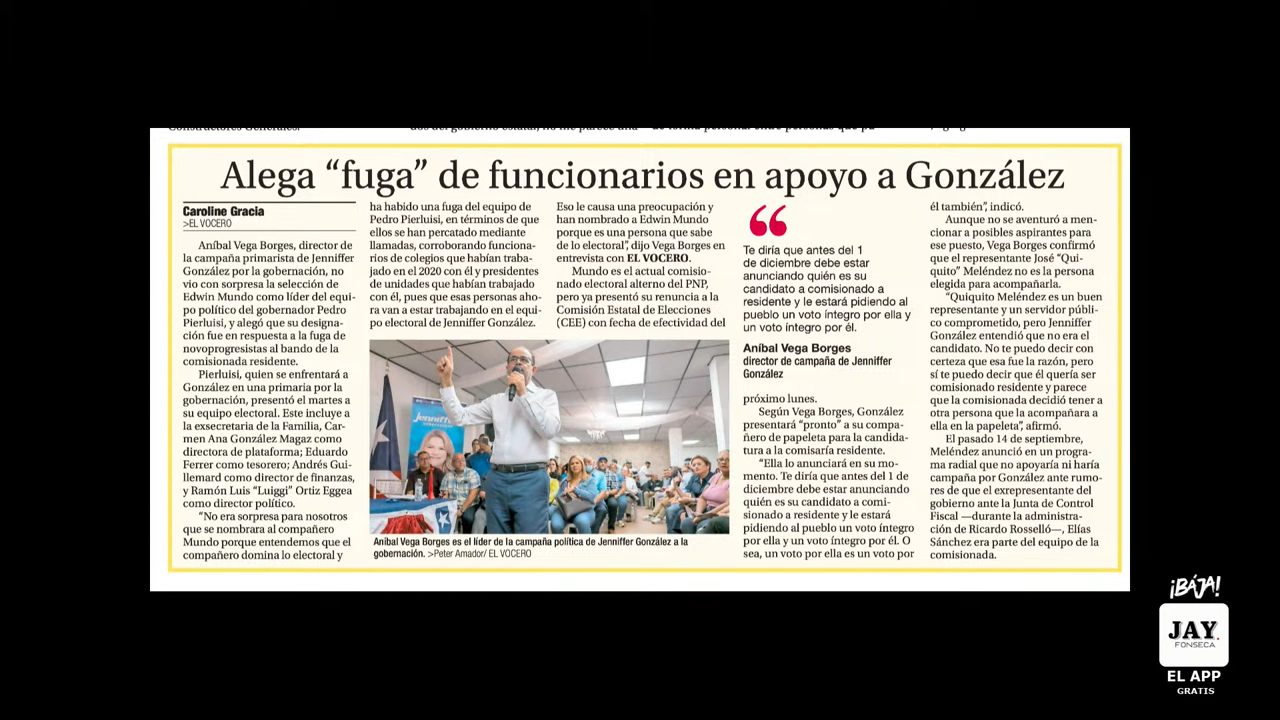 Constructores Generales.
Alega “fuga” de funcionarios en apoyo a González
Caroline Gracia
>EL VOCERO
Aníbal Vega Borges, director de
la campaña primarista de Jenniffer
González por la gobernación, no
vio con sorpresa la selección de
Edwin Mundo como líder del equi-
po político del gobernador Pedro
Pierluisi, y alegó que su designa-
ción fue en respuesta a la fuga de
novoprogresistas al bando de la
comisionada residente.
Pierluisi, quien se enfrentará a
González en una primaria por la
gobernación, presentó el martes a
su equipo electoral. Este incluye a
la exsecretaria de la Familia, Car-
men Ana González Magaz como
directora de plataforma; Eduardo
Ferrer como tesorero; Andrés Gui-
llemard como director de finanzas,
y Ramón Luis “Luiggi” Ortiz Eggea
como director político.
“No era sorpresa para nosotros
que se nombrara al compañero
Mundo porque entendemos que el
compañero domina lo electoral y
ha habido una fuga del equipo de
Pedro Pierluisi, en términos de que
ellos se han percatado mediante
llamadas, corroborando funciona-
rios de colegios que habían traba-
jado en el 2020 con él y presidentes
de unidades que habían trabajado
con él, pues que esas personas aho-
ra van a estar trabajando en el equi-
po electoral de Jenniffer González.
Eso le causa una preocupación y
han nombrado a Edwin Mundo
porque es una persona que sabe
de lo electoral”, dijo Vega Borges en
entrevista con EL VOCERO.
Mundo es el actual comisio-
nado electoral alterno del PNP,
pero ya presentó su renuncia a la
Comisión Estatal de Elecciones
(CEE) con fecha de efectividad del
Jenniffer
Aníbal Vega Borges es el líder de la campaña política de Jenniffer González a la
gobernación. >Peter Amador/ EL VOCERO
“
Te diría que antes del 1
de diciembre debe estar
anunciando quién es su
candidato a comisionado a
residente y le estará pidiendo al
pueblo un voto íntegro por ella y
un voto íntegro por él.
Aníbal Vega Borges
director de campaña de Jenniffer
González
próximo lunes.
Según Vega Borges, González
presentará “pronto” a su compa-
ñero de papeleta para la candida-
tura a la comisaría residente.
“Ella lo anunciará en su mo-
mento. Te diría que antes del 1 de
diciembre debe estar anunciando
quién es su candidato a comi-
sionado a residente y le estará
pidiendo al pueblo un voto íntegro
por ella y un voto íntegro por él. O
sea, un voto por ella es un voto por
él también”, indicó.
Aunque no se aventuró a men-
cionar a posibles aspirantes para
ese puesto, Vega Borges confirmó
que el representante José “Qui-
quito” Meléndez no es la persona
elegida para acompañarla.
“Quiquito Meléndez es un buen
representante y un servidor públi-
co comprometido, pero Jenniffer
González entendió que no era el
candidato. No te puedo decir con
certeza que esa fue la razón, pero
sí te puedo decir que él quería ser
comisionado residente y parece
que la comisionada decidió tener a
otra persona que la acompañara a
ella en la papeleta”, afirmó.
El pasado 14 de septiembre,
Meléndez anunció en un progra-
ma radial que no apoyaría ni haría
campaña por González ante rumo-
res de que el exrepresentante del
gobierno ante la Junta de Control
Fiscal —durante la administra-
ción de Ricardo Rosselló—, Elías
Sánchez era parte del equipo de la
comisionada.
¡BÁJA!
JAY.
FONSECA
EL APP
GRATIS